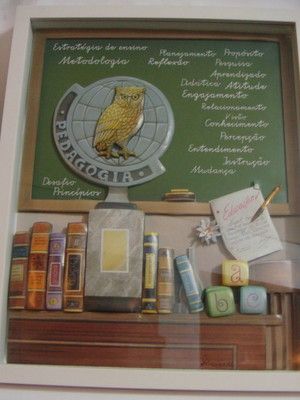 Estratégia de ensino
Metodologia
Planejamento Propósito
Reflexão Pesquisa
Aprendizado
Didática Atitude
Engajamento
Relacionamento
Visão
Conhecimento
Percepção
Entendimento
Instrução
Mudança
PEDAGOGIA
Desafio
Princípios
Educação
a
b
c